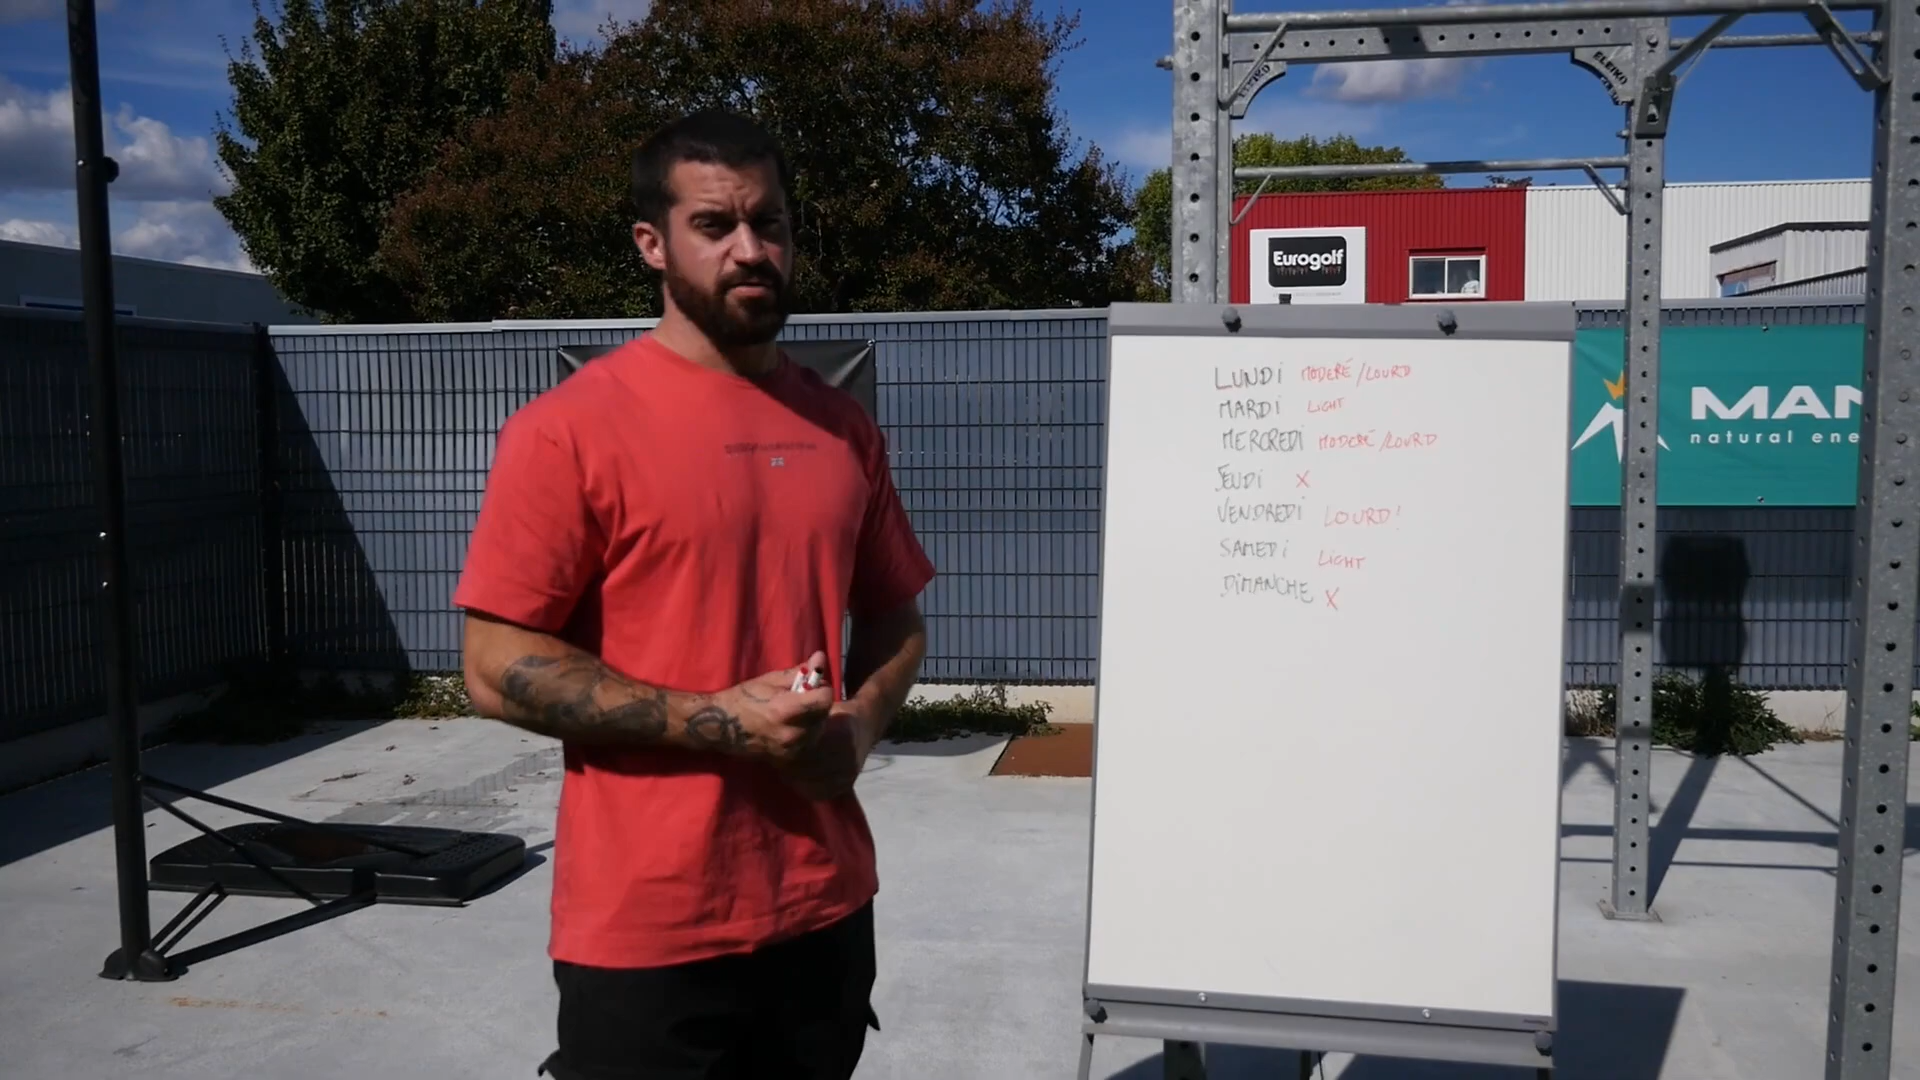 ELEIKO
ELEIKO
Eurogolf
MAN
natural ene
LUNDI MODERÉ/LOURD
MARDI LIGHT
MERCREDI MODERÉ/LOURD
JEUDI X
VENDREDI LOURD!
SAMEDI LIGHT
DIMANCHE X